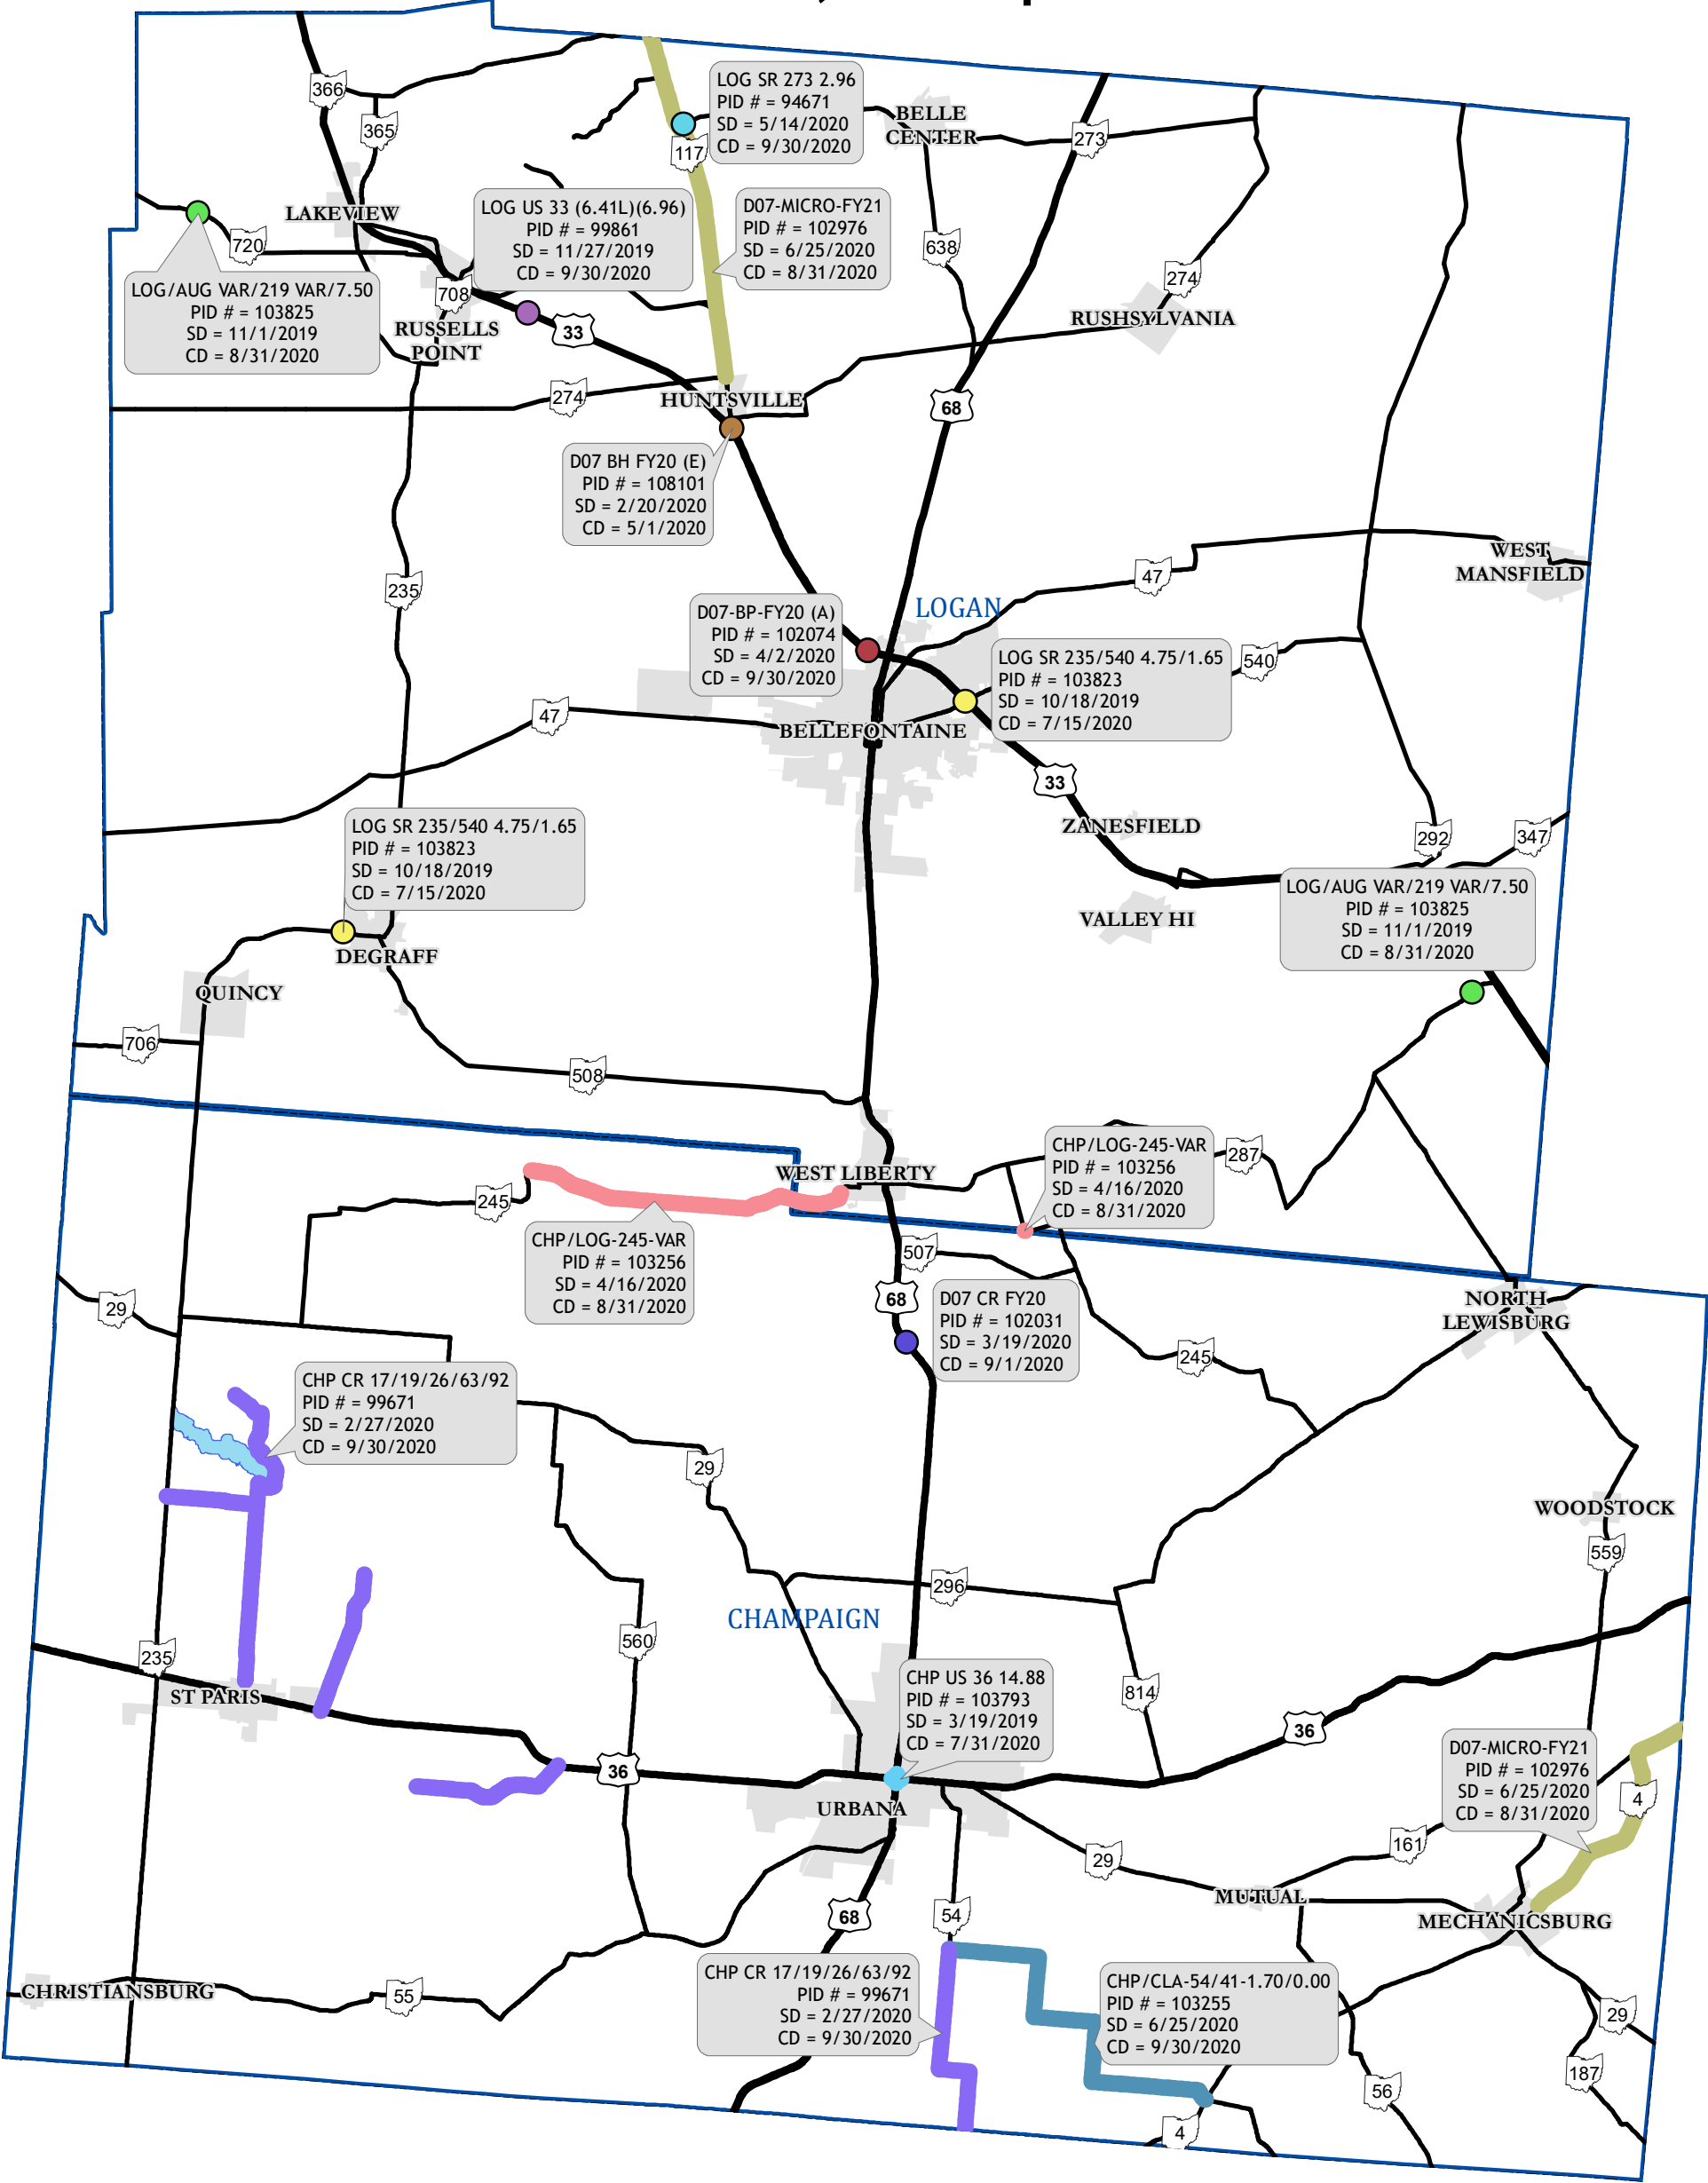 366
365
117
LOG SR 273 2.96
PID # = 94671
SD = 5/14/2020
CD = 9/30/2020
BELLE
CENTER
273
LAKEVIEW
720
LOG US 33 (6.41L)(6.96)
PID # = 99861
SD = 11/27/2019
CD = 9/30/2020
D07-MICRO-FY21
PID # = 102976
SD = 6/25/2020
CD = 8/31/2020
638
274
LOG/AUG VAR/219 VAR/7.50
PID # = 103825
SD = 11/1/2019
CD = 8/31/2020
708
RUSSELLS
POINT
33
RUSHSYLVANIA
274
HUNTSVILLE
68
D07 BH FY20 (E)
PID # = 108101
SD = 2/20/2020
CD = 5/1/2020
235
47
WEST
MANSFIELD
D07-BP-FY20 (A)
PID # = 102074
SD = 4/2/2020
CD = 9/30/2020
LOGAN
LOG SR 235/540 4.75/1.65
PID # = 103823
SD = 10/18/2019
CD = 7/15/2020
540
47
BELLEFONTAINE
33
ZANESFIELD
292
347
LOG SR 235/540 4.75/1.65
PID # = 103823
SD = 10/18/2019
CD = 7/15/2020
VALLEY HI
LOG/AUG VAR/219 VAR/7.50
PID # = 103825
SD = 11/1/2019
CD = 8/31/2020
DEGRAFF
QUINCY
706
508
WEST LIBERTY
CHP/LOG-245-VAR
PID # = 103256
SD = 4/16/2020
CD = 8/31/2020
287
245
CHP/LOG-245-VAR
PID # = 103256
SD = 4/16/2020
CD = 8/31/2020
507
68
D07 CR FY20
PID # = 102031
SD = 3/19/2020
CD = 9/1/2020
29
NORTH
LEWISBURG
245
CHP CR 17/19/26/63/92
PID # = 99671
SD = 2/27/2020
CD = 9/30/2020
29
WOODSTOCK
559
296
CHAMPAIGN
560
235
ST PARIS
CHP US 36 14.88
PID # = 103793
SD = 3/19/2019
CD = 7/31/2020
814
36
36
URBANA
D07-MICRO-FY21
PID # = 102976
SD = 6/25/2020
CD = 8/31/2020
4
161
29
MUTUAL
MECHANICSBURG
68
54
CHRISTIANSBURG
55
CHP CR 17/19/26/63/92
PID # = 99671
SD = 2/27/2020
CD = 9/30/2020
CHP/CLA-54/41-1.70/0.00
PID # = 103255
SD = 6/25/2020
CD = 9/30/2020
29
187
56
4